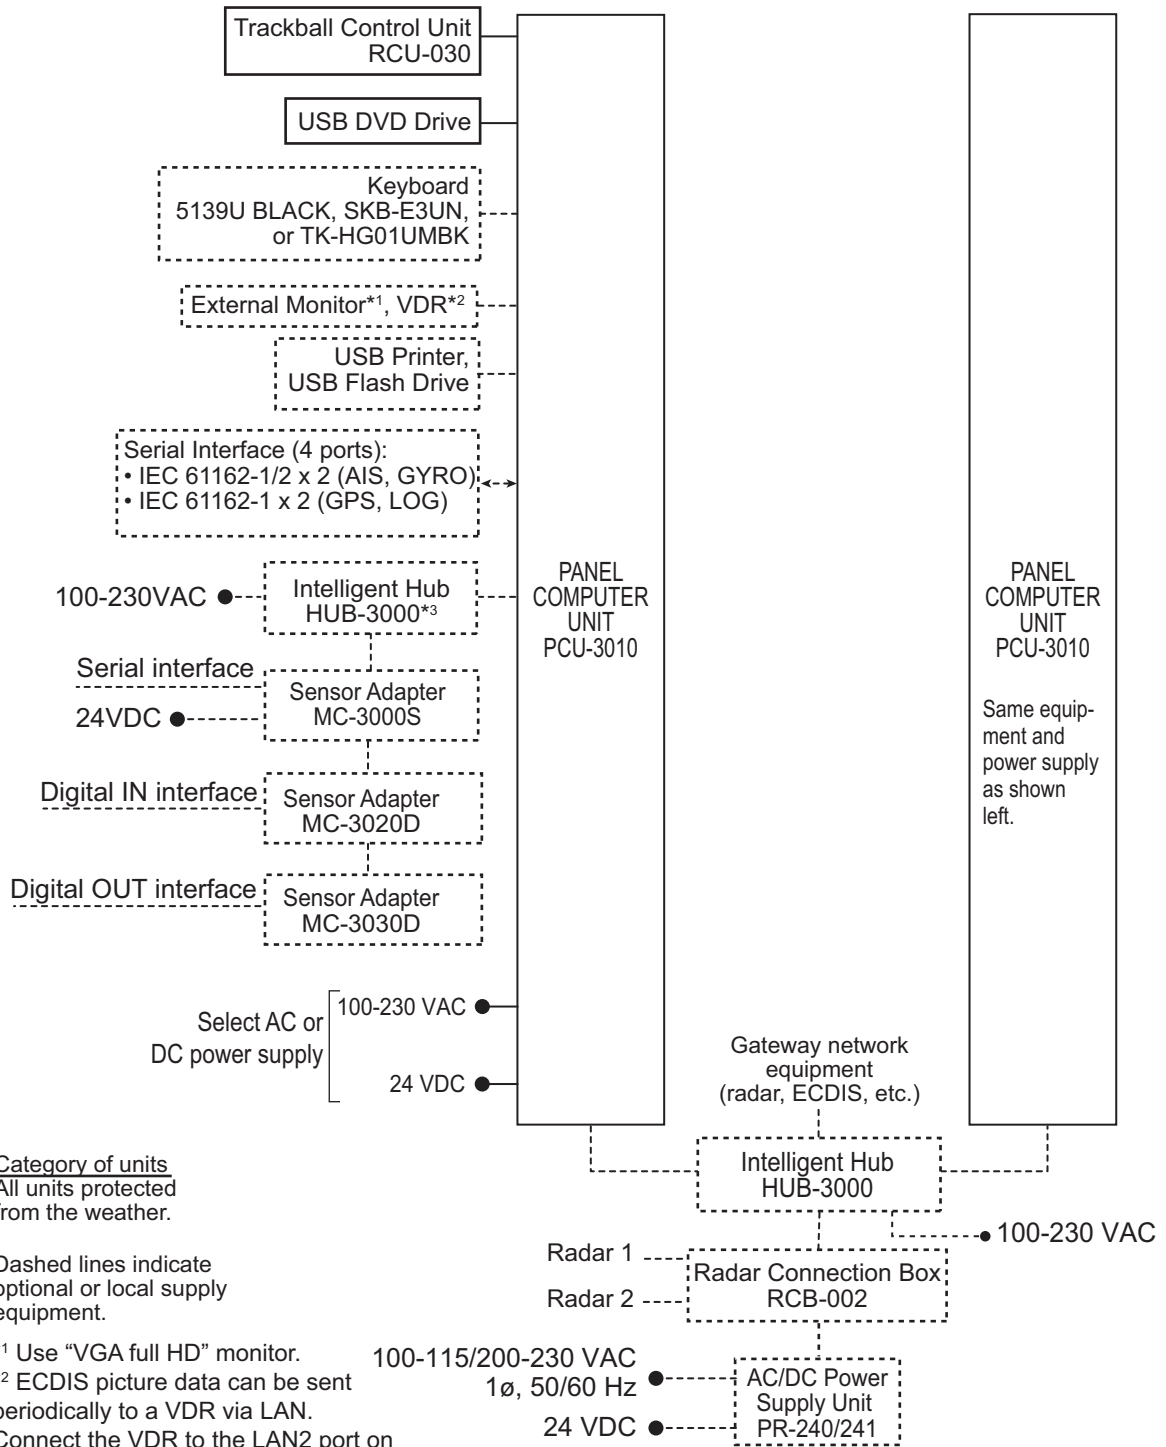 Trackball Control Unit
RCU-030
USB DVD Drive
Keyboard
5139U BLACK, SKB-E3UN,
or TK-HG01UMBK
External Monitor*1, VDR*2
USB Printer,
USB Flash Drive
Serial Interface (4 ports):
• IEC 61162-1/2 x 2 (AIS, GYRO)
• IEC 61162-1 x 2 (GPS, LOG)
100-230VAC
Intelligent Hub
HUB-3000*3
Serial interface
24VDC
Sensor Adapter
MC-3000S
Digital IN interface
Sensor Adapter
MC-3020D
Digital OUT interface
Sensor Adapter
MC-3030D
Select AC or
DC power supply
100-230 VAC
24 VDC
PANEL
COMPUTER
UNIT
PCU-3010
PANEL
COMPUTER
UNIT
PCU-3010
Same equip-
ment and
power supply
as shown
left.
Gateway network
equipment
(radar, ECDIS, etc.)
Intelligent Hub
HUB-3000
100-230 VAC
Radar 1
Radar 2
Radar Connection Box
RCB-002
100-115/200-230 VAC
1ø, 50/60 Hz
24 VDC
AC/DC Power
Supply Unit
PR-240/241
Category of units
All units protected
from the weather.
Dashed lines indicate
optional or local supply
equipment.
*1 Use “VGA full HD” monitor.
*2 ECDIS picture data can be sent
periodically to a VDR via LAN.
Connect the VDR to the LAN2 port on